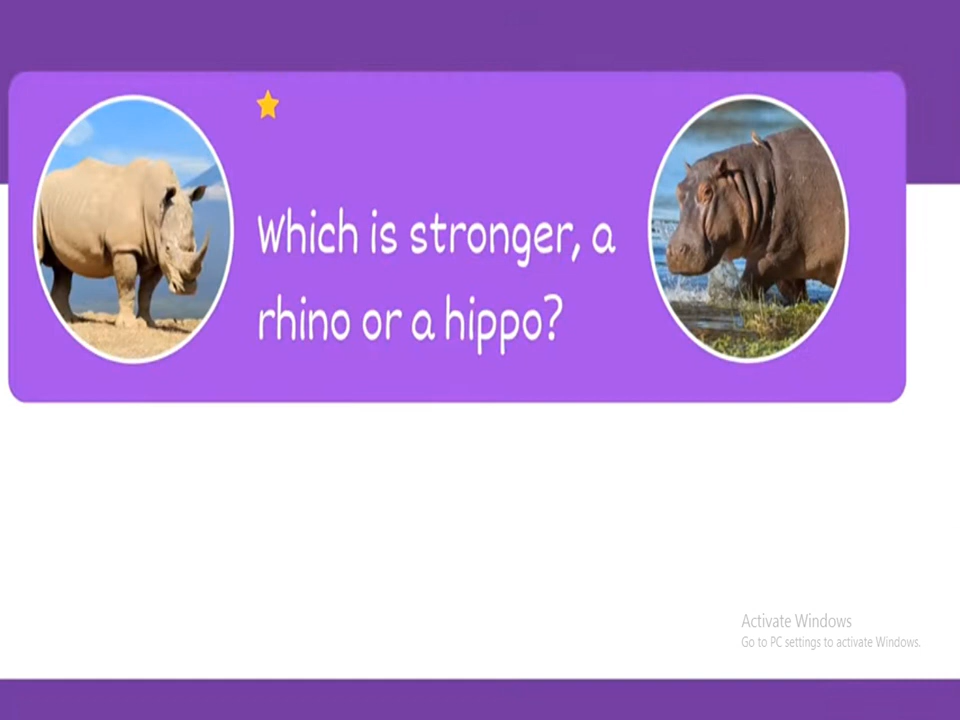 Which is stronger, a
rhino or a hippo?
Activate Windows
Go to PC settings to activate Windows.